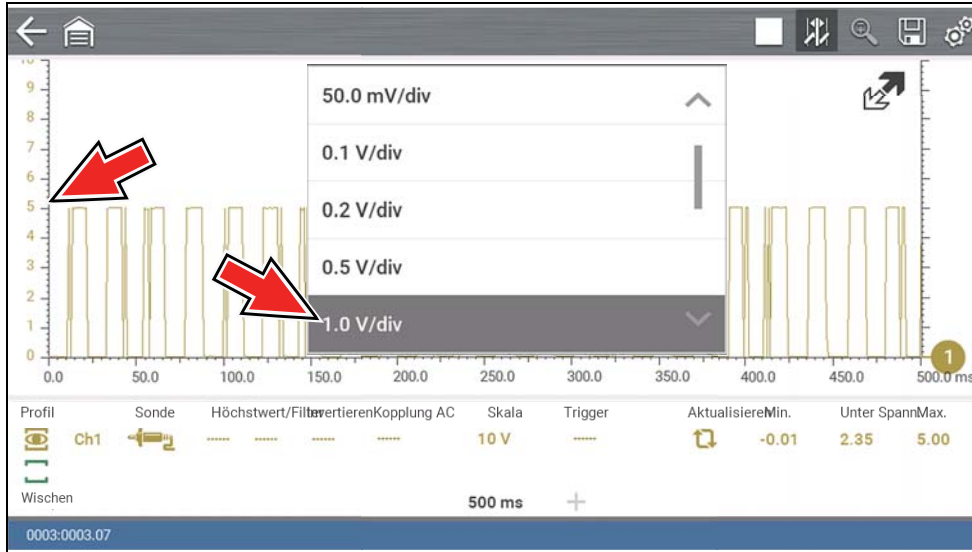 10
9
8
7
6
5
4
3
2
1
0
50.0 mV/div
0.1 V/div
0.2 V/div
0.5 V/div
1.0 V/div
1
0.0 50.0 100.0 150.0 200.0 250.0 300.0 350.0 400.0 450.0 500.0 ms
Profil Sonde Höchstwert/Filter Invertieren Kopplung AC Skala Trigger Aktualisieren Min. Unter Spann Max.
Ch1 ------ ------ ------ ------ 10 V ------ -0.01 2.35 5.00
Wischen
500 ms +
0003:0003.07